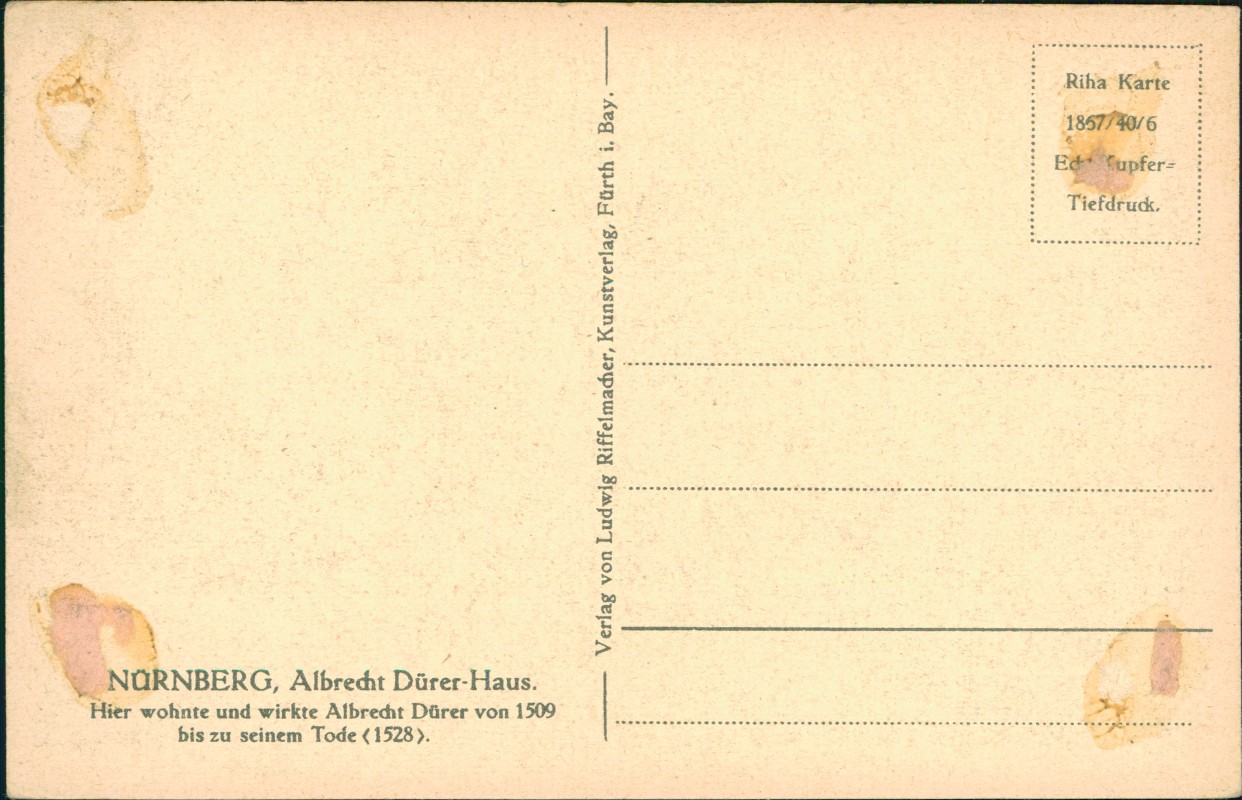 NÜRNBERG, Albrecht Dürer-Haus.
Hier wohnte und wirkte Albrecht Dürer von 1509
bis zu seinem Tode (1528).
Verlag von Ludwig Riffelmacher, Kunstverlag, Fürth i. Bay.
Riha Karte
1867/40/6
Kupfer=
Tiefdruck.